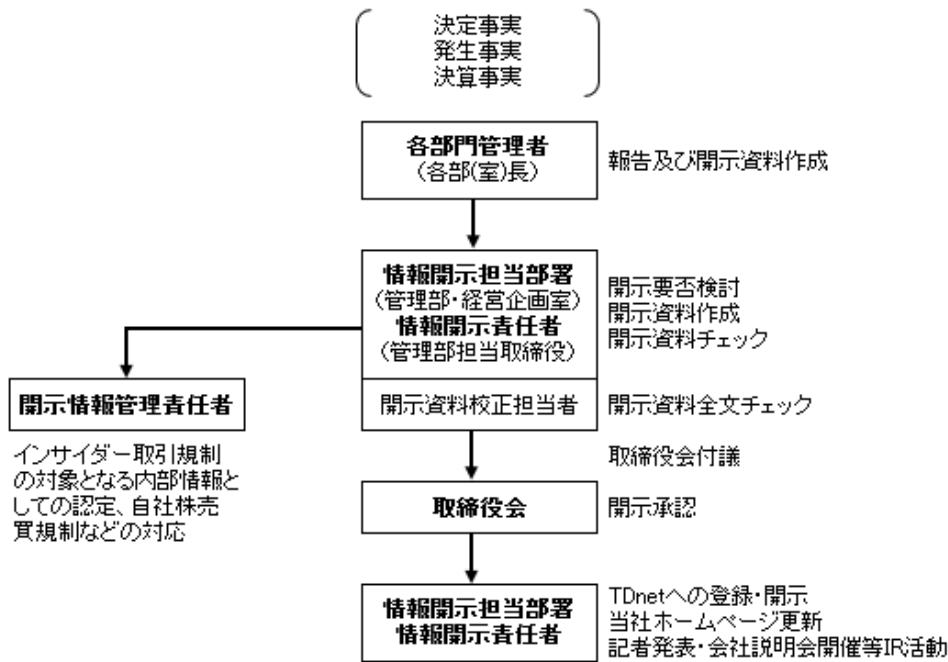 決定事実
発生事実
決算事実
各部門管理者
(各部(室)長)
報告及び開示資料作成
情報開示担当部署
(管理部・経営企画室)
情報開示責任者
(管理部担当取締役)
開示要否検討
開示資料作成
開示資料チェック
開示情報管理責任者
開示資料校正担当者
開示資料全文チェック
インサイダー取引規制
の対象となる内部情報と
しての認定、自社株売
買規制などの対応
取締役会付議
取締役会
開示承認
情報開示担当部署
情報開示責任者
TDnetへの登録・開示
当社ホームページ更新
記者発表・会社説明会開催等IR活動